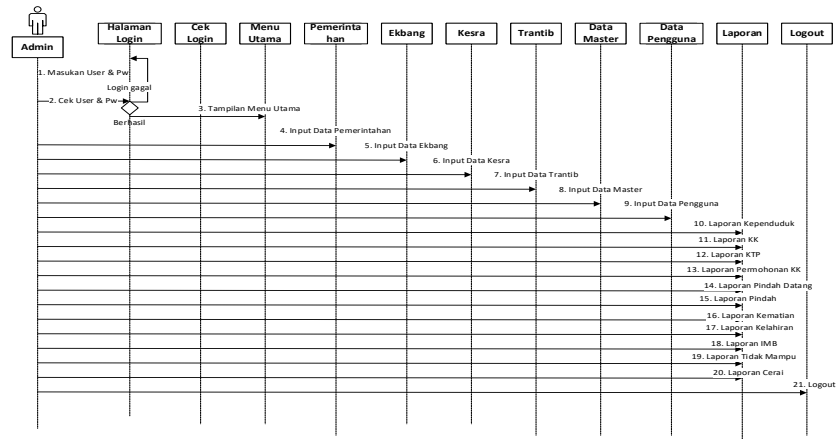 Admin
Halaman
Login
Cek
Login
Menu
Utama
Pemerinta
han
Ekbang
Kesra
Trantib
Data
Master
Data
Pengguna
Laporan
Logout
1. Masukan User & Pw
Login gagal
2. Cek User & Pw
Berhasil
3. Tampilan Menu Utama
4. Input Data Pemerintahan
5. Input Data Ekbang
6. Input Data Kesra
7. Input Data Trantib
8. Input Data Master
9. Input Data Pengguna
10. Laporan Kependuduk
11. Laporan KK
12. Laporan KTP
13. Laporan Permohonan KK
14. Laporan Pindah Datang
15. Laporan Pindah
16. Laporan Kematian
17. Laporan Kelahiran
18. Laporan IMB
19. Laporan Tidak Mampu
20. Laporan Cerai
21. Logout